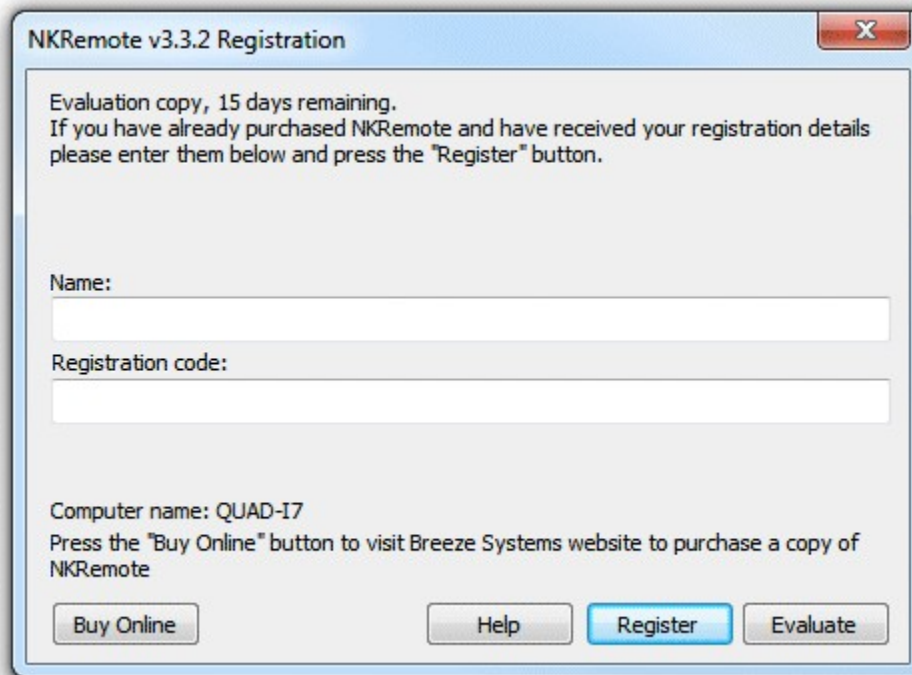 NKRemote v3.3.2 Registration
Evaluation copy, 15 days remaining.
If you have already purchased NKRemote and have received your registration details
please enter them below and press the "Register" button.
Name:
Registration code:
Computer name: QUAD-I7
Press the "Buy Online" button to visit Breeze Systems website to purchase a copy of
NKRemote
Buy Online Help Register Evaluate